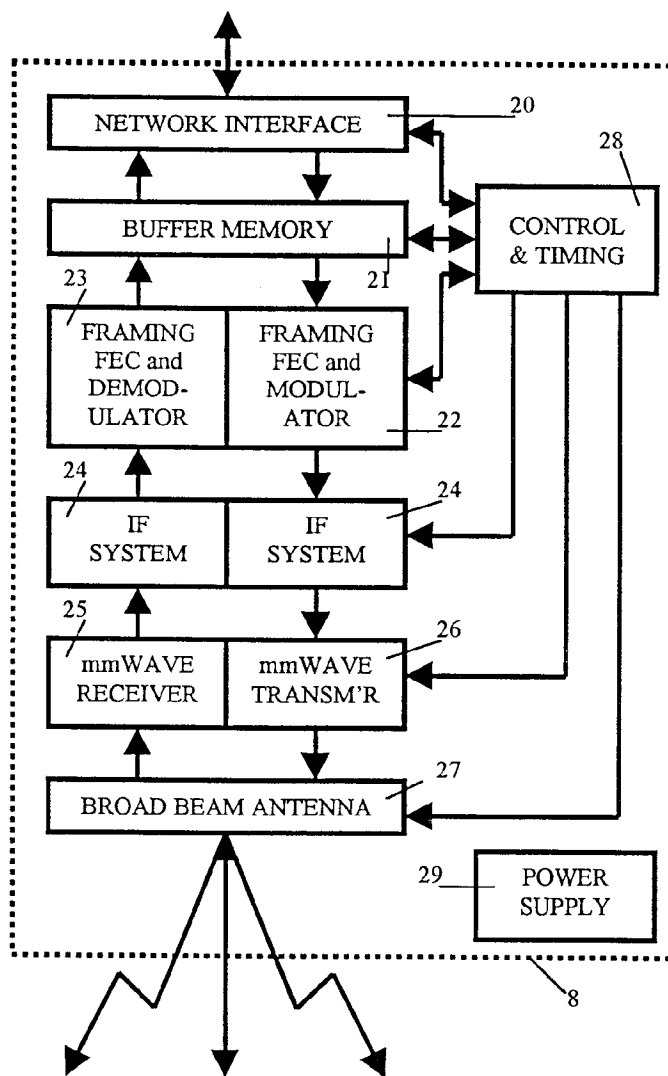 20
NETWORK INTERFACE
28
BUFFER MEMORY
CONTROL
& TIMING
21
23
FRAMING
FEC and
DEMOD-
ULATOR
FRAMING
FEC and
MODUL-
ATOR
22
24
IF
SYSTEM
24
IF
SYSTEM
25
mmWAVE
RECEIVER
26
mmWAVE
TRANSM'R
27
BROAD BEAM ANTENNA
29
POWER
SUPPLY
8